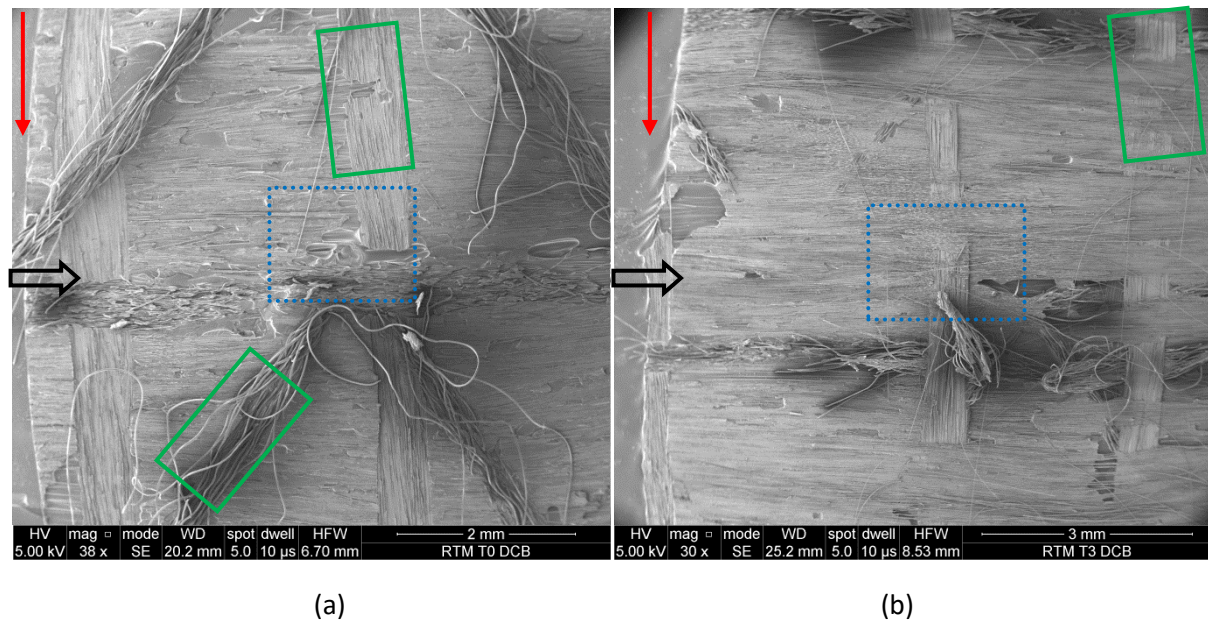 HV mag □ mode WD spot dwell HFW 2 mm
5.00 kV 38 x SE 20.2 mm 5.0 10 µs 6.70 mm RTM T0 DCB
HV mag □ mode WD spot dwell HFW 3 mm
5.00 kV 30 x SE 25.2 mm 5.0 10 µs 8.53 mm RTM T3 DCB
(a)
(b)